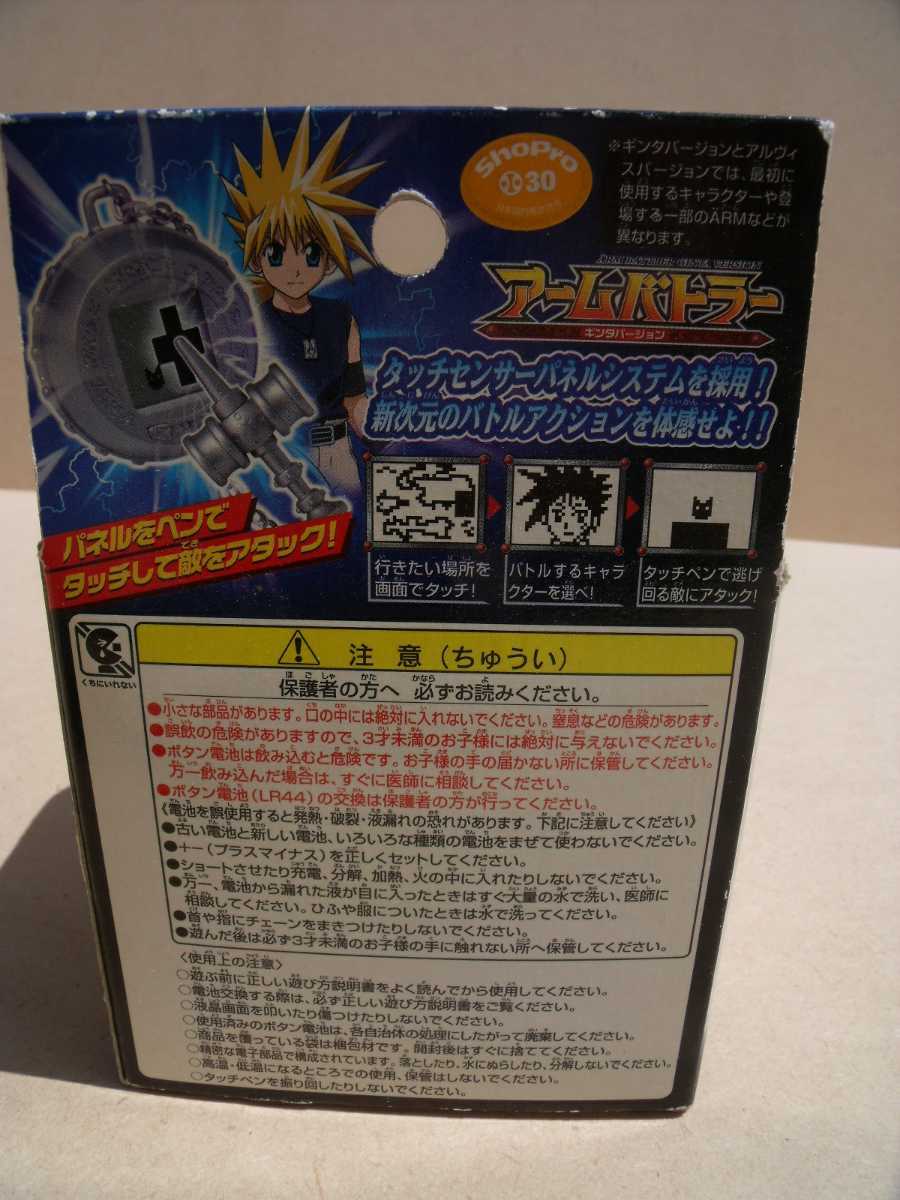 ShoPro
30
※ギンタバージョンとアルヴィ
スバージョンでは、最初に
使用するキャラクターや登
場する一部のÄRMなどが
異なります。
アームバトラー
ギンタバージョン
タッチセンサーパネルシステムを採用!
新次元のバトルアクションを体感せよ!!
パネルをペンで
タッチして敵をアタック!
行きたい場所を
画面でタッチ!
バトルするキャラ
クターを選べ!
タッチペンで逃げ
回る敵にアタック!
くちにいれない
注意(ちゅうい)
保護者の方へ 必ずお読みください。
●小さな部品があります。口の中には絶対に入れないでください。窒息などの危険があります。
●誤飲の危険がありますので、3才未満のお子様には絶対に与えないでください。
●ボタン電池は飲み込むと危険です。お子様の手の届かない所に保管してください。
万一飲み込んだ場合は、すぐに医師に相談してください。
●ボタン電池(LR44)の交換は保護者の方が行ってください。
《電池を誤使用すると発熱・破裂・液漏れの恐れがあります。下記に注意してください》
●古い電池と新しい電池、いろいろな種類の電池をまぜて使わないでください。
●+−(プラスマイナス)を正しくセットしてください。
●ショートさせたり充電、分解、加熱、火の中に入れたりしないでください。
●万一、電池から漏れた液が目に入ったときはすぐ大量の水で洗い、医師に
相談してください。ひふや服についたときは水で洗ってください。
●首や指にチェーンをまきつけたりしないでください。
●遊んだ後は必ず3才未満のお子様の手に触れない所へ保管してください。
〈使用上の注意〉
○遊ぶ前に正しい遊び方説明書をよく読んでから使用してください。
○電池交換する際は、必ず正しい遊び方説明書をご覧ください。
○液晶画面を叩いたり傷つけたりしないでください。
○使用済みのボタン電池は、各自治体の処理にしたがって廃棄してください。
○商品を覆っている袋は梱包材です。開封後はすぐに捨ててください。
○精密な電子部品で構成されています。落としたり、水にぬらしたり、分解しないでください。
○高温・低温になるところでの使用、保管はしないでください。
○タッチペンを振り回したりしないでください。